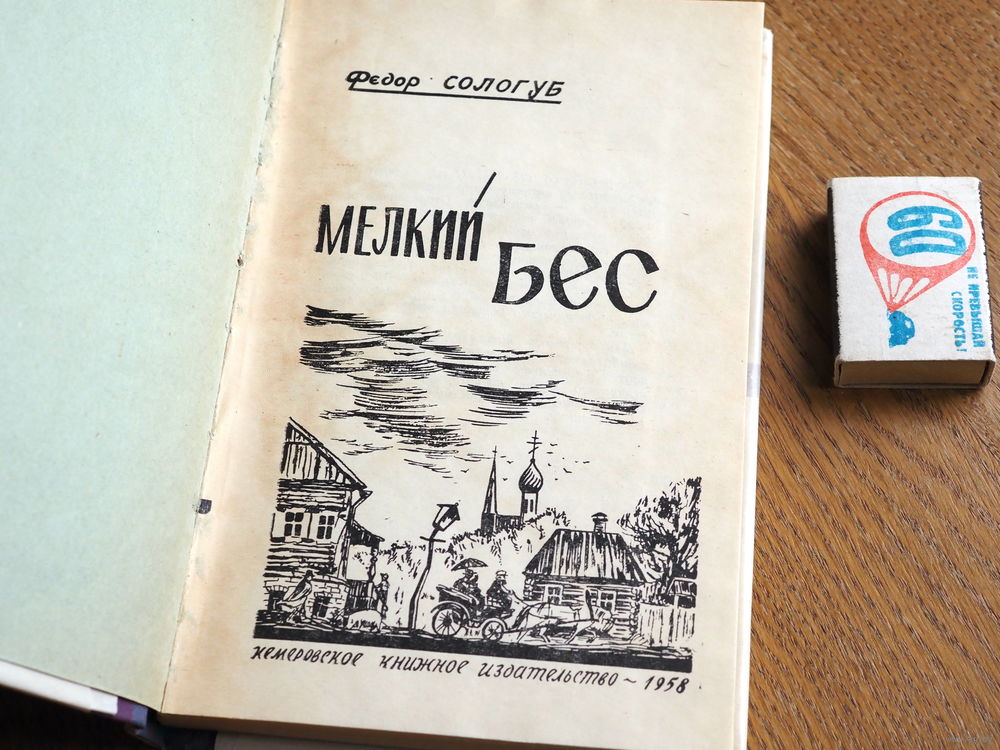 Федор СОЛОГУБ
МЕЛКИЙ
БЕС
кемеровское книжное издательство ~ 1958
60
НЕ ПРЕВЫШАЙ
СКОРОСТЬ!